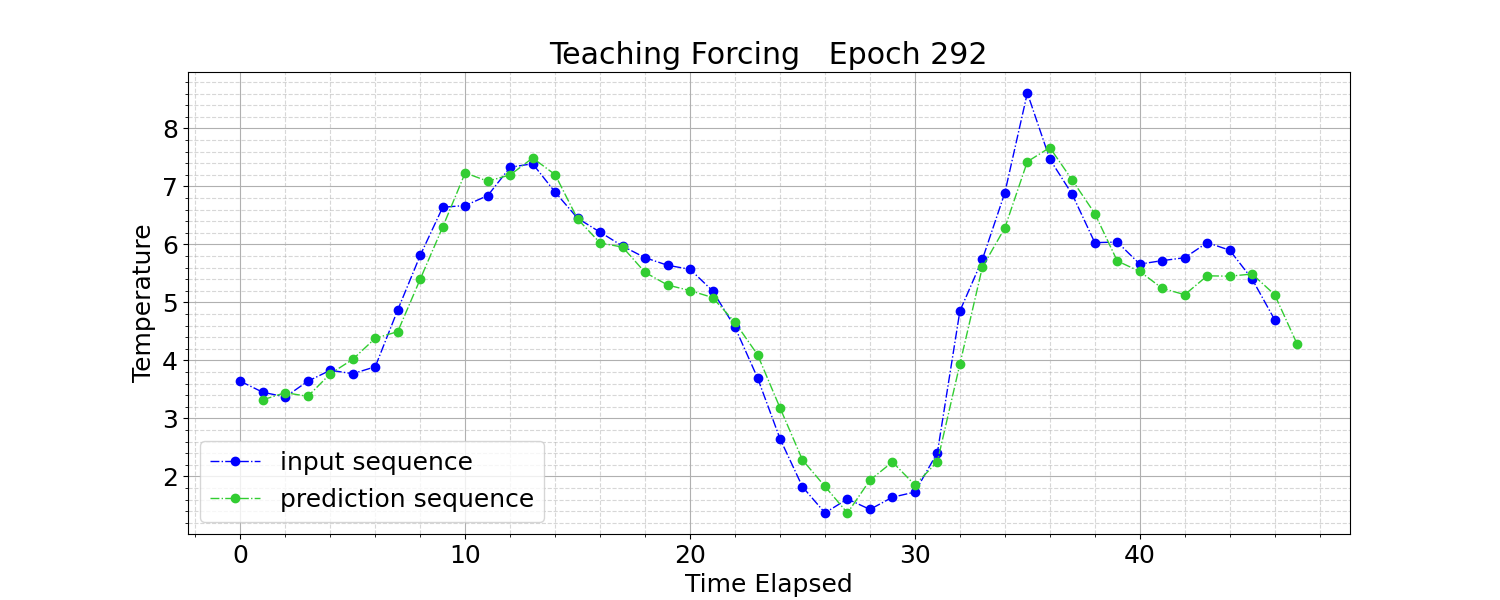 Teaching Forcing   Epoch 292
Temperature
8
7
6
5
4
3
2
input sequence
prediction sequence
0 10 20 30 40
Time Elapsed